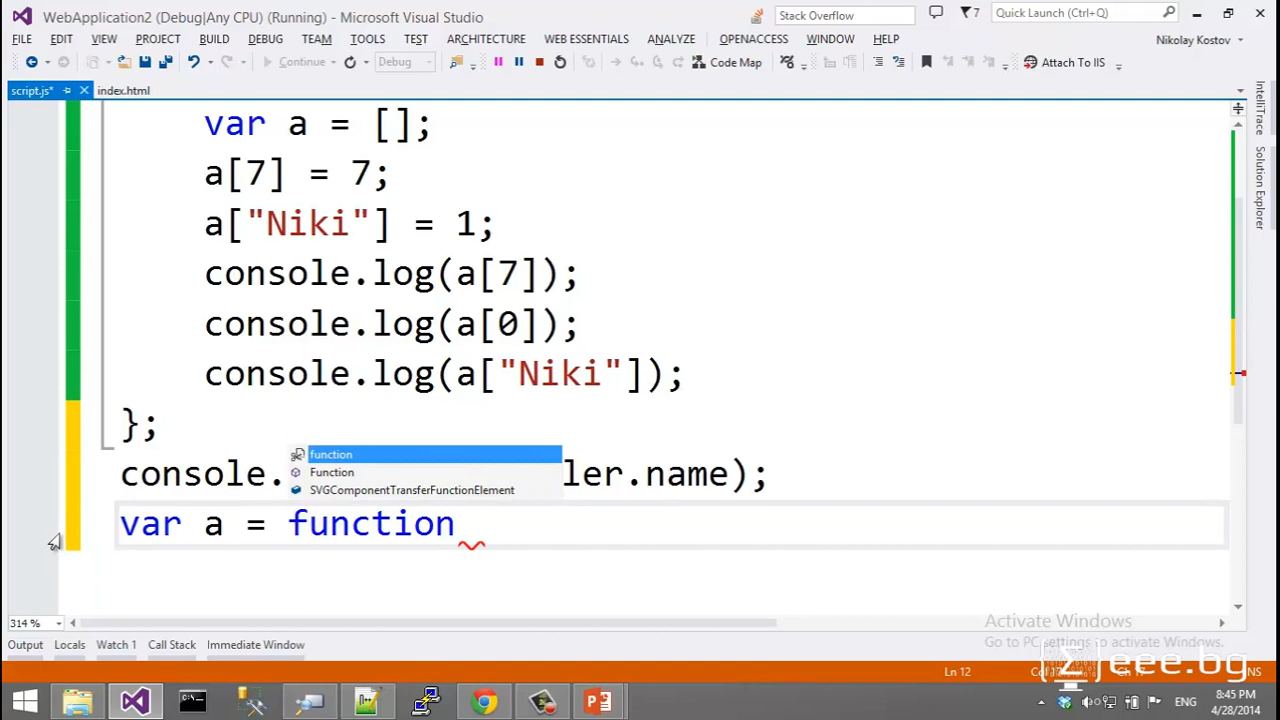 WebApplication2 (Debug|Any CPU) (Running) - Microsoft Visual Studio
Stack Overflow
7
Quick Launch (Ctrl+Q)
FILE EDIT VIEW PROJECT BUILD DEBUG TEAM TOOLS TEST ARCHITECTURE WEB ESSENTIALS ANALYZE OPENACCESS WINDOW HELP
Nikolay Kostov
Continue Debug Code Map Attach To IIS
script.js* index.html
IntelliTrace
Solution Explorer
var a = [];
a[7] = 7;
a["Niki"] = 1;
console.log(a[7]);
console.log(a[0]);
console.log(a["Niki"]);
};
function
Function
SVGComponentTransferFunctionElement
console. ler.name);
var a = function
314 %
Activate Windows
Go to PC settings to activate Windows.
Output Locals Watch 1 Call Stack Immediate Window
Ln 12
jeee.bg
8:45 PM
4/28/2014